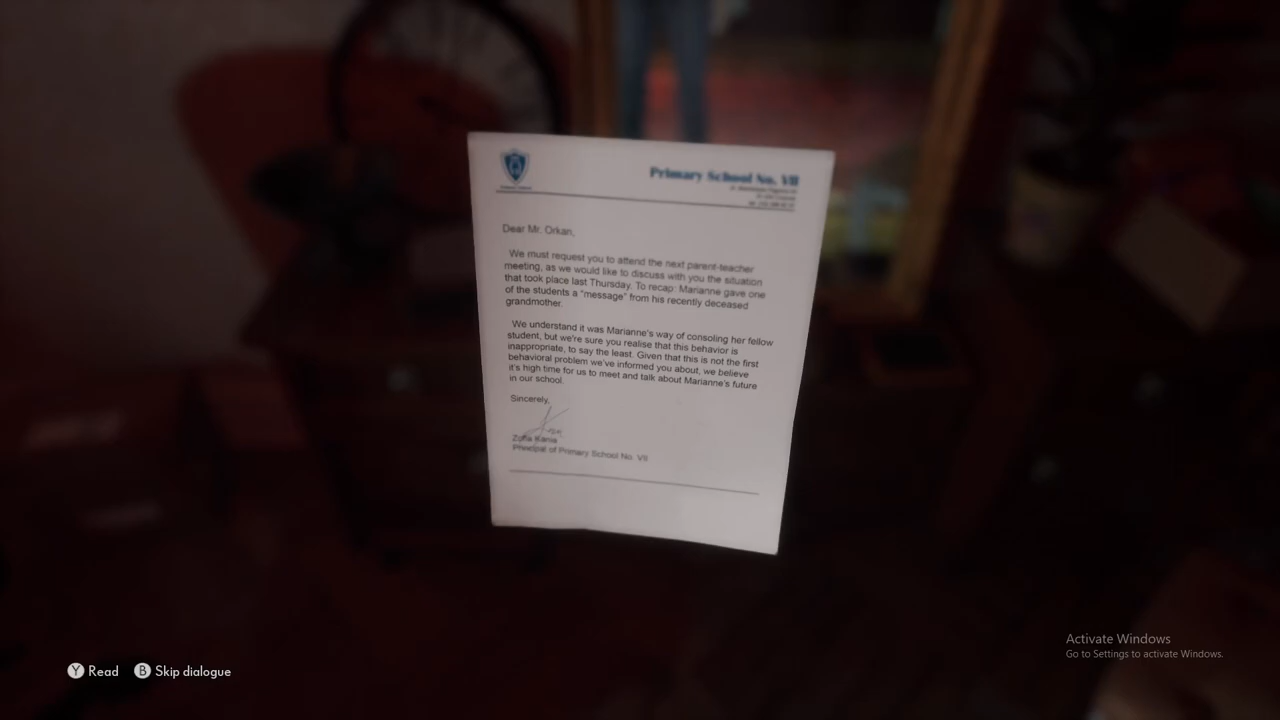 Primary School No. VII
Dear Mr. Orkan,
We must request you to attend the next parent-teacher
meeting, as we would like to discuss with you the situation
that took place last Thursday. To recap: Marianne gave one
of the students a "message" from his recently deceased
grandmother.
We understand it was Marianne's way of consoling her fellow
student, but we're sure you realise that this behavior is
inappropriate, to say the least. Given that this is not the first
behavioral problem we've informed you about, we believe
it's high time for us to meet and talk about Marianne's future
in our school.
Sincerely,
Zofia Kania
Principal of Primary School No. VII
Y Read B Skip dialogue
Activate Windows
Go to Settings to activate Windows.